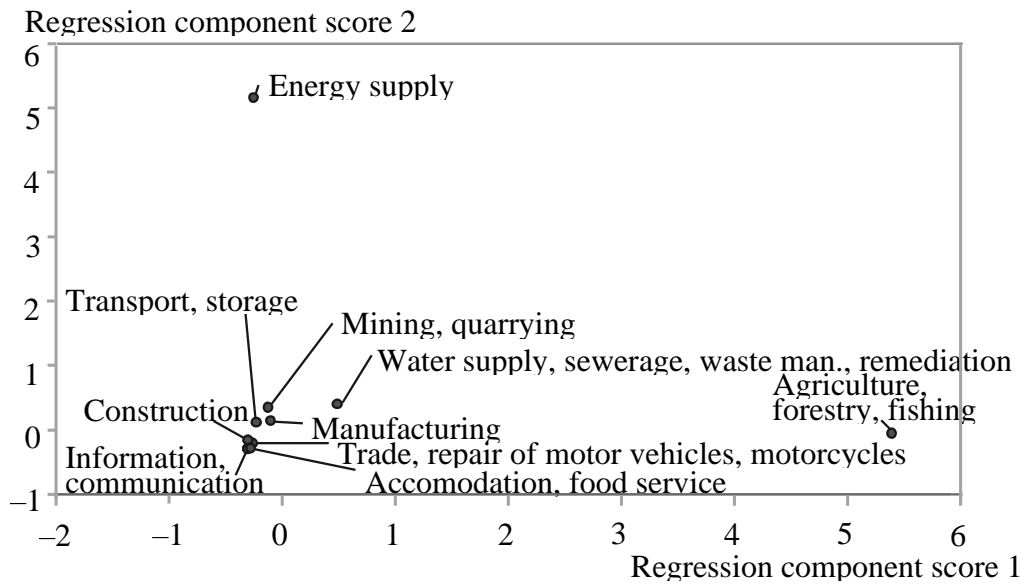 Regression component score 2
6
Energy supply
5
4
3
2
Transport, storage
Mining, quarrying
1
Water supply, sewerage, waste man., remediation
Agriculture,
forestry, fishing
Construction
0
Manufacturing
Trade, repair of motor vehicles, motorcycles
Information,
communication
Accomodation, food service
–1
–2 –1 0 1 2 3 4 5 6
Regression component score 1